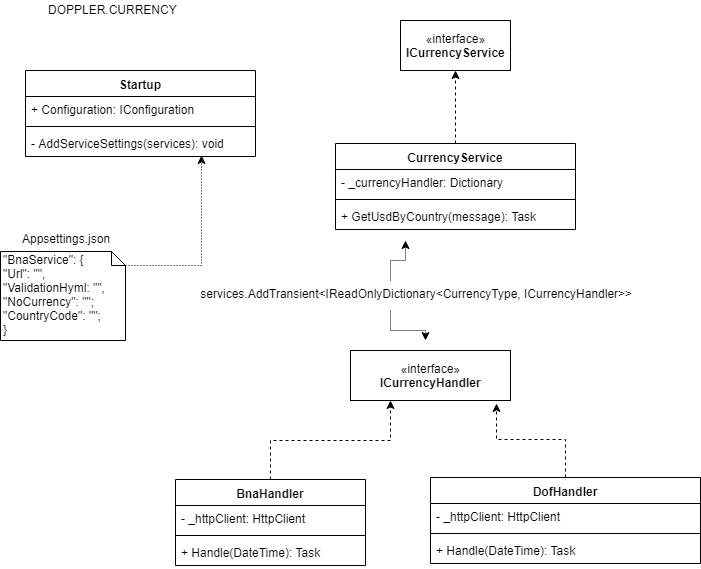 DOPPLER.CURRENCY
«interface»
ICurrencyService
Startup
+ Configuration: IConfiguration
- AddServiceSettings(services): void
CurrencyService
- _currencyHandler: Dictionary
+ GetUsdByCountry(message): Task
Appsettings.json
"BnaService": {
"Url": "",
"ValidationHyml: "",
"NoCurrency": "";
"CountryCode": "";
}
services.AddTransient<IReadOnlyDictionary<CurrencyType, ICurrencyHandler>>
«interface»
ICurrencyHandler
BnaHandler
- _httpClient: HttpClient
+ Handle(DateTime): Task
DofHandler
- _httpClient: HttpClient
+ Handle(DateTime): Task